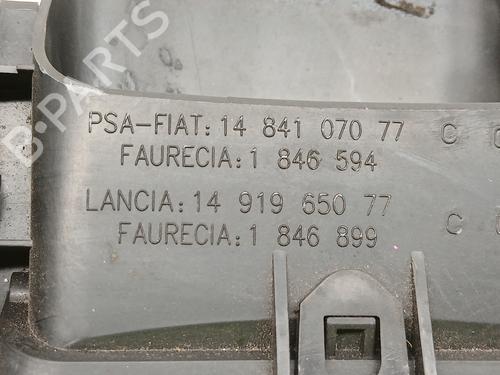 B-PARTS
PSA-FIAT: 14 841 070 77 C
FAURECIA: 1 846 594
LANCIA: 14 919 650 77 C
FAURECIA: 1 846 899